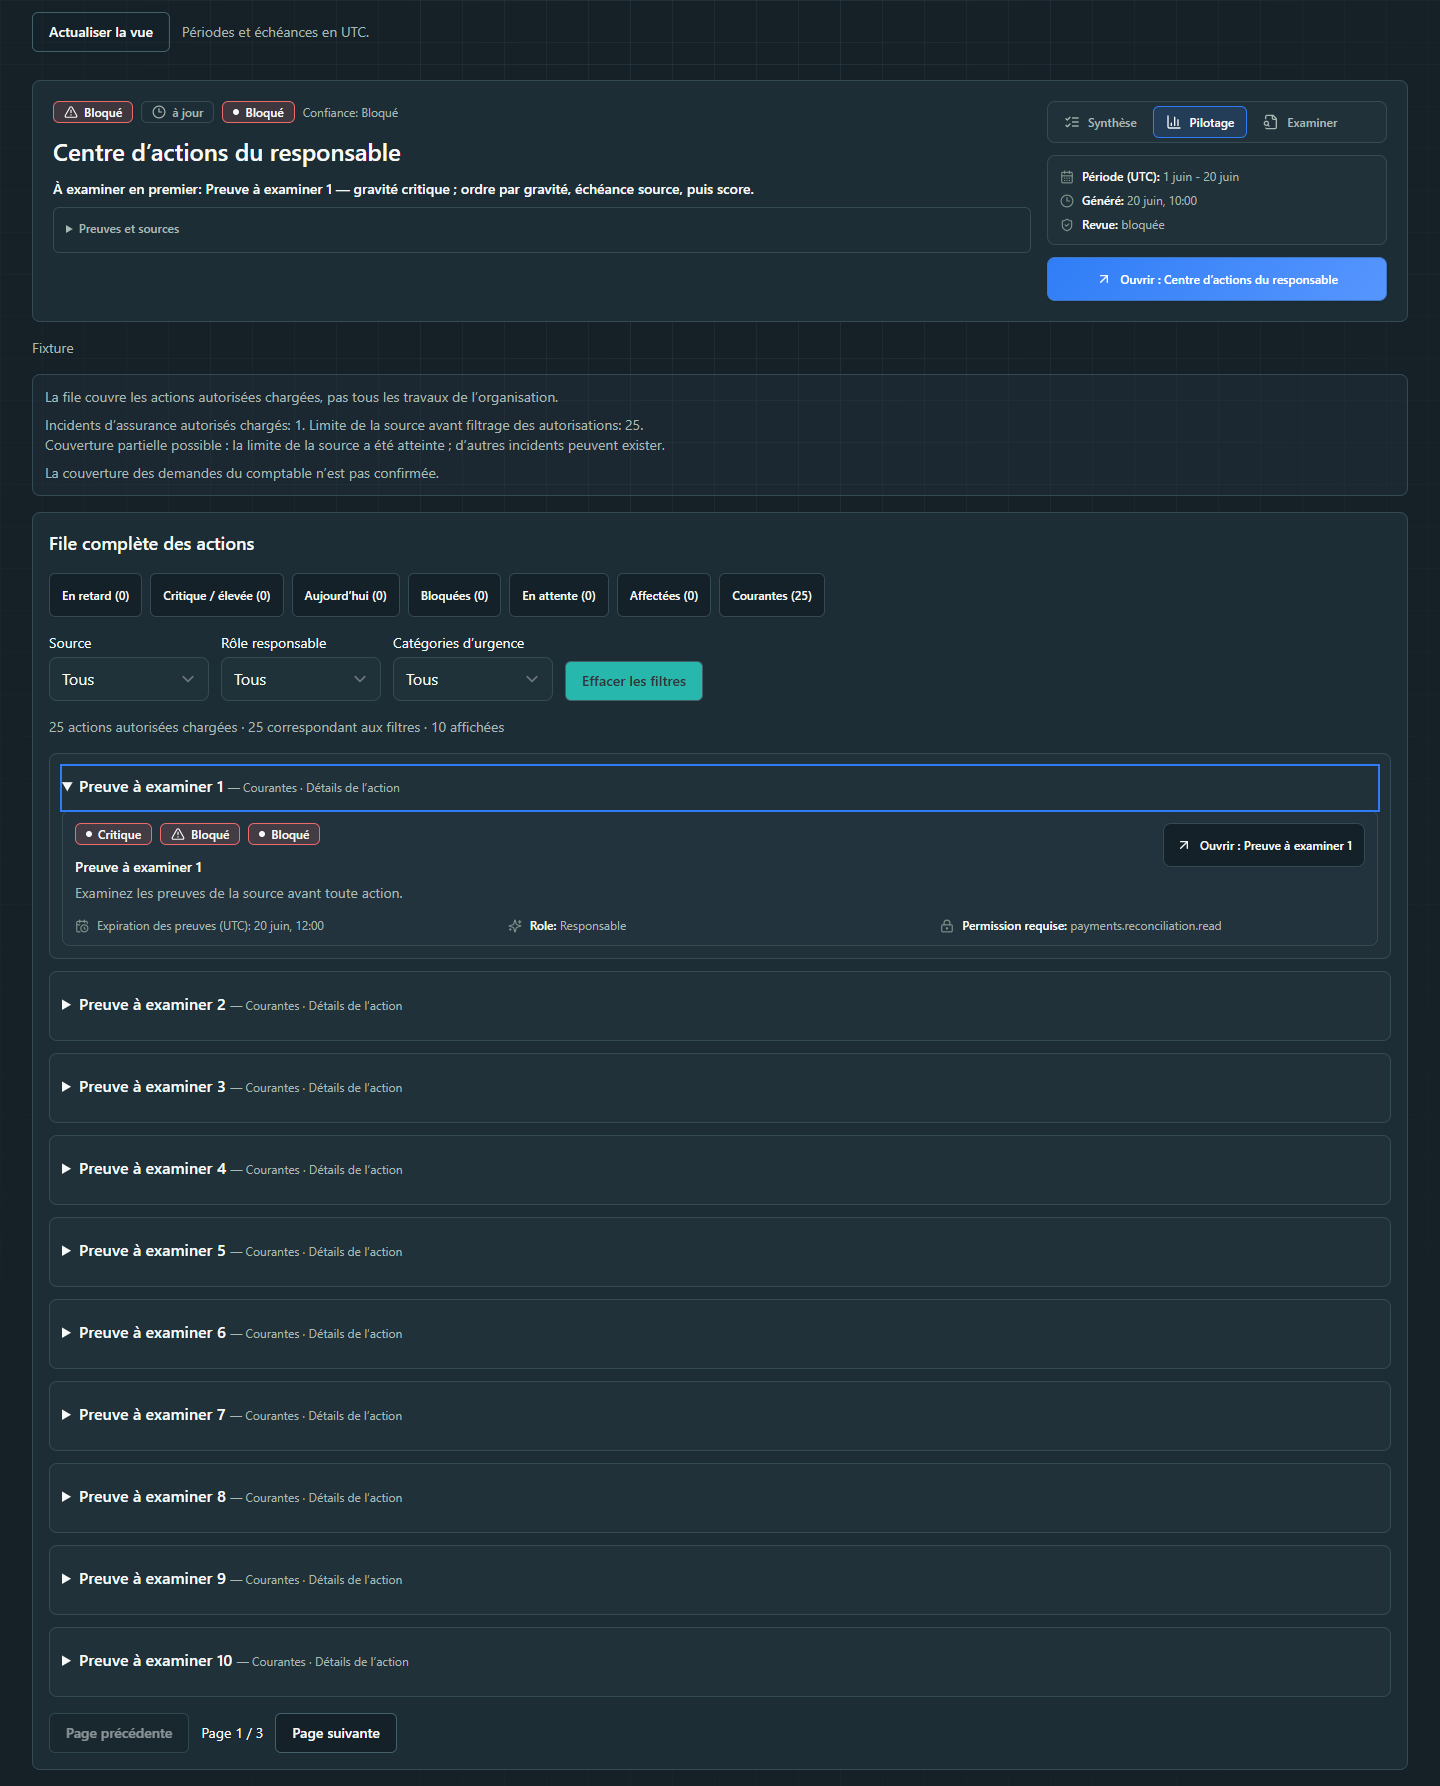 Actualiser la vue
Périodes et échéances en UTC.
Bloqué
à jour
Bloqué
Confiance: Bloqué
Centre d’actions du responsable
À examiner en premier: Preuve à examiner 1 — gravité critique ; ordre par gravité, échéance source, puis score.
Preuves et sources
Synthèse
Pilotage
Examiner
Période (UTC): 1 juin - 20 juin
Généré: 20 juin, 10:00
Revue: bloquée
Ouvrir : Centre d’actions du responsable
Fixture
La file couvre les actions autorisées chargées, pas tous les travaux de l’organisation.
Incidents d’assurance autorisés chargés: 1. Limite de la source avant filtrage des autorisations: 25.
Couverture partielle possible : la limite de la source a été atteinte ; d’autres incidents peuvent exister.
La couverture des demandes du comptable n’est pas confirmée.
File complète des actions
En retard (0)
Critique / élevée (0)
Aujourd’hui (0)
Bloquées (0)
En attente (0)
Affectées (0)
Courantes (25)
Source
Rôle responsable
Catégories d’urgence
Tous
Tous
Tous
Effacer les filtres
25 actions autorisées chargées · 25 correspondant aux filtres · 10 affichées
Preuve à examiner 1 — Courantes · Détails de l’action
Critique
Bloqué
Bloqué
Preuve à examiner 1
Examinez les preuves de la source avant toute action.
Ouvrir : Preuve à examiner 1
Expiration des preuves (UTC): 20 juin, 12:00
Role: Responsable
Permission requise: payments.reconciliation.read
Preuve à examiner 2 — Courantes · Détails de l’action
Preuve à examiner 3 — Courantes · Détails de l’action
Preuve à examiner 4 — Courantes · Détails de l’action
Preuve à examiner 5 — Courantes · Détails de l’action
Preuve à examiner 6 — Courantes · Détails de l’action
Preuve à examiner 7 — Courantes · Détails de l’action
Preuve à examiner 8 — Courantes · Détails de l’action
Preuve à examiner 9 — Courantes · Détails de l’action
Preuve à examiner 10 — Courantes · Détails de l’action
Page précédente
Page 1 / 3
Page suivante